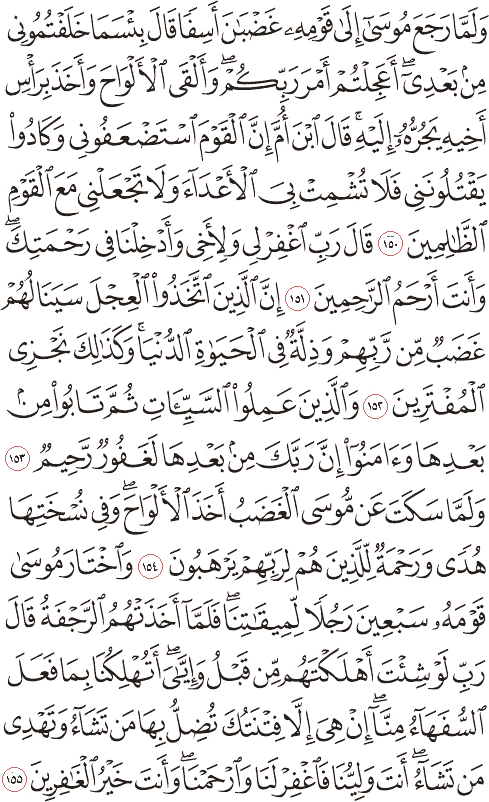 وَلَمَّا رَجَعَ مُوسَىٰٓ إِلَىٰ قَوْمِهِۦ غَضْبَٰنَ أَسِفًا قَالَ بِئْسَمَا خَلَفْتُمُونِى
مِنۢ بَعْدِىٓۖ أَعَجِلْتُمْ أَمْرَ رَبِّكُمْۖ وَأَلْقَى ٱلْأَلْوَاحَ وَأَخَذَ بِرَأْسِ
أَخِيهِ يَجُرُّهُۥٓ إِلَيْهِۚ قَالَ ٱبْنَ أُمَّ إِنَّ ٱلْقَوْمَ ٱسْتَضْعَفُونِى وَكَادُوا۟
يَقْتُلُونَنِى فَلَا تُشْمِتْ بِىَ ٱلْأَعْدَآءَ وَلَا تَجْعَلْنِى مَعَ ٱلْقَوْمِ
ٱلظَّٰلِمِينَ ١٥٠ قَالَ رَبِّ ٱغْفِرْ لِى وَلِأَخِى وَأَدْخِلْنَا فِى رَحْمَتِكَۖ
وَأَنتَ أَرْحَمُ ٱلرَّٰحِمِينَ ١٥١ إِنَّ ٱلَّذِينَ ٱتَّخَذُوا۟ ٱلْعِجْلَ سَيَنَالُهُمْ
غَضَبٌ مِّن رَّبِّهِمْ وَذِلَّةٌ فِى ٱلْحَيَوٰةِ ٱلدُّنْيَاۚ وَكَذَٰلِكَ نَجْزِى
ٱلْمُفْتَرِينَ ١٥٢ وَٱلَّذِينَ عَمِلُوا۟ ٱلسَّيِّـَٔاتِ ثُمَّ تَابُوا۟ مِنۢ
بَعْدِهَا وَءَامَنُوٓا۟ إِنَّ رَبَّكَ مِنۢ بَعْدِهَا لَغَفُورٌ رَّحِيمٌ ١٥٣
وَلَمَّا سَكَتَ عَن مُّوسَى ٱلْغَضَبُ أَخَذَ ٱلْأَلْوَاحَۖ وَفِى نُسْخَتِهَا
هُدًى وَرَحْمَةٌ لِّلَّذِينَ هُمْ لِرَبِّهِمْ يَرْهَبُونَ ١٥٤ وَٱخْتَارَ مُوسَىٰ
قَوْمَهُۥ سَبْعِينَ رَجُلًا لِّمِيقَٰتِنَاۖ فَلَمَّآ أَخَذَتْهُمُ ٱلرَّجْفَةُ قَالَ
رَبِّ لَوْ شِئْتَ أَهْلَكْتَهُم مِّن قَبْلُ وَإِيَّٰىَۖ أَتُهْلِكُنَا بِمَا فَعَلَ
ٱلسُّفَهَآءُ مِنَّآۖ إِنْ هِىَ إِلَّا فِتْنَتُكَ تُضِلُّ بِهَا مَن تَشَآءُ وَتَهْدِى
مَن تَشَآءُۖ أَنتَ وَلِيُّنَا فَٱغْفِرْ لَنَا وَٱرْحَمْنَاۖ وَأَنتَ خَيْرُ ٱلْغَٰفِرِينَ ١٥٥